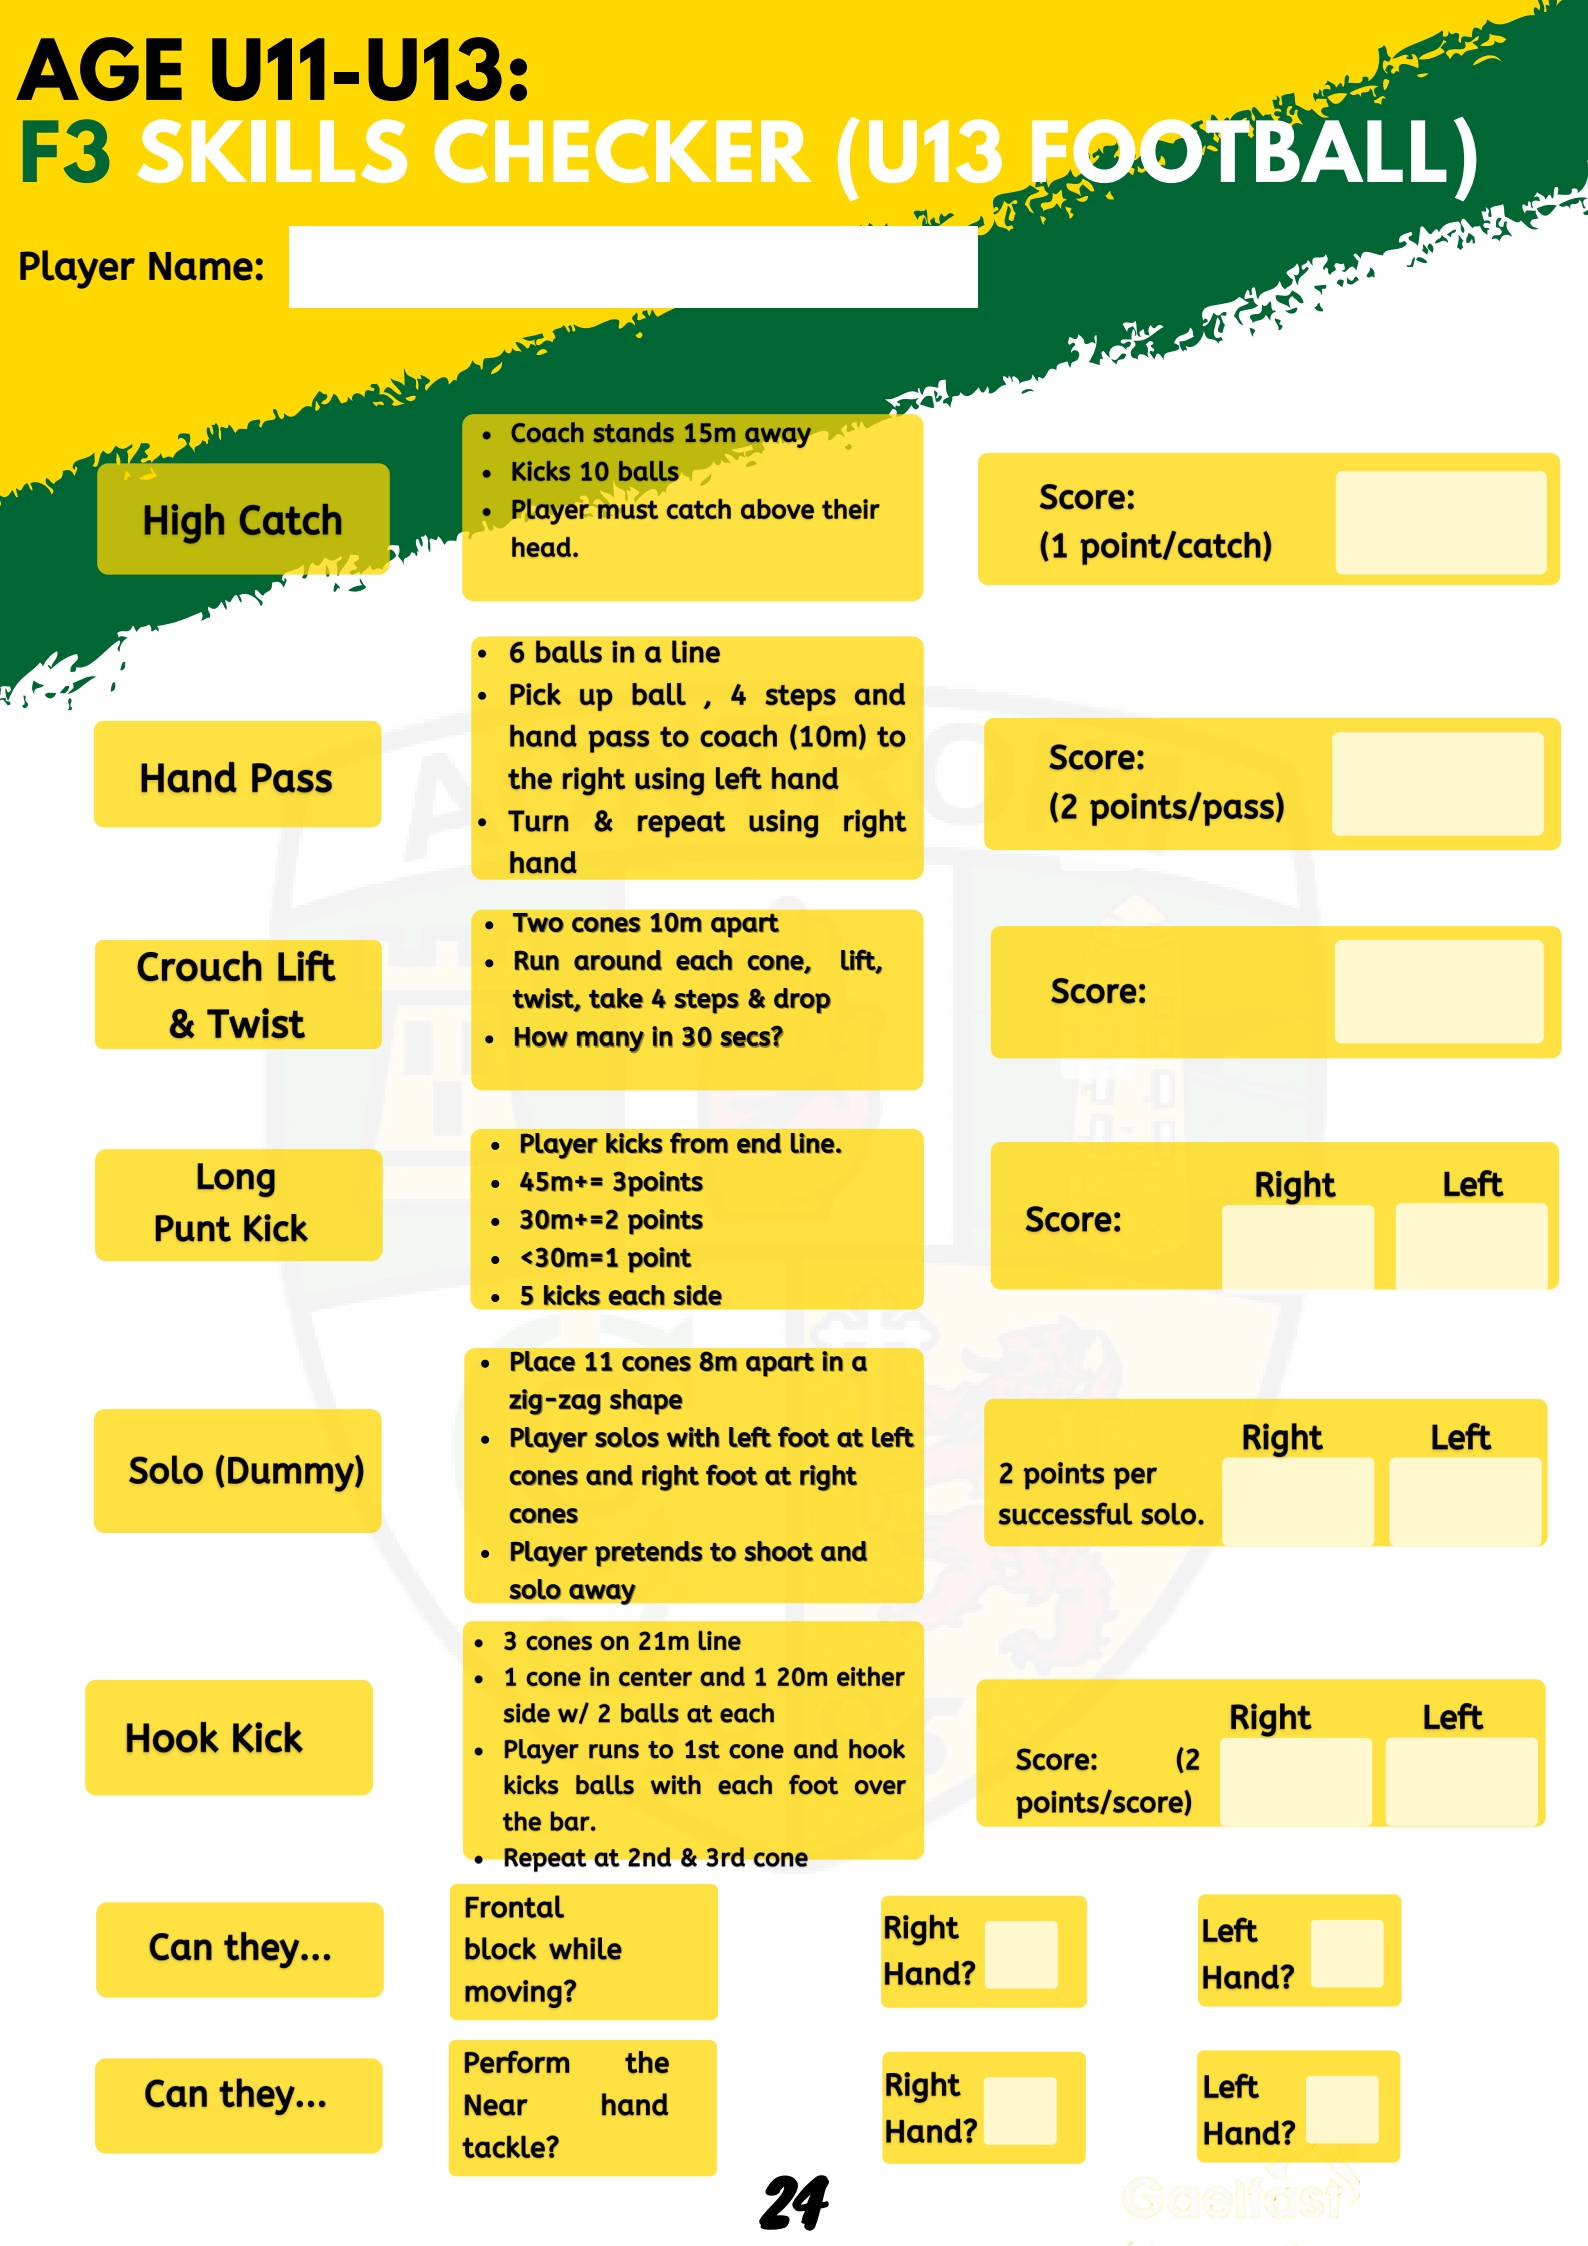 AGE U11-U13:
F3 SKILLS CHECKER (U13 FOOTBALL)
Player Name:
High Catch
• Coach stands 15m away
• Kicks 10 balls
• Player must catch above their
head.
Score:
(1 point/catch)
Hand Pass
• 6 balls in a line
• Pick up ball , 4 steps and
hand pass to coach (10m) to
the right using left hand
• Turn & repeat using right
hand
Score:
(2 points/pass)
Crouch Lift
& Twist
• Two cones 10m apart
• Run around each cone, lift,
twist, take 4 steps & drop
• How many in 30 secs?
Score:
Long
Punt Kick
• Player kicks from end line.
• 45m+= 3points
• 30m+=2 points
• <30m=1 point
• 5 kicks each side
Score:
Right
Left
Solo (Dummy)
• Place 11 cones 8m apart in a
zig-zag shape
• Player solos with left foot at left
cones and right foot at right
cones
• Player pretends to shoot and
solo away
2 points per
successful solo.
Right
Left
Hook Kick
• 3 cones on 21m line
• 1 cone in center and 1 20m either
side w/ 2 balls at each
• Player runs to 1st cone and hook
kicks balls with each foot over
the bar.
• Repeat at 2nd & 3rd cone
Score: (2
points/score)
Right
Left
Can they...
Frontal
block while
moving?
Right
Hand?
Left
Hand?
Can they...
Perform the
Near hand
tackle?
Right
Hand?
Left
Hand?
24
Gaelfast